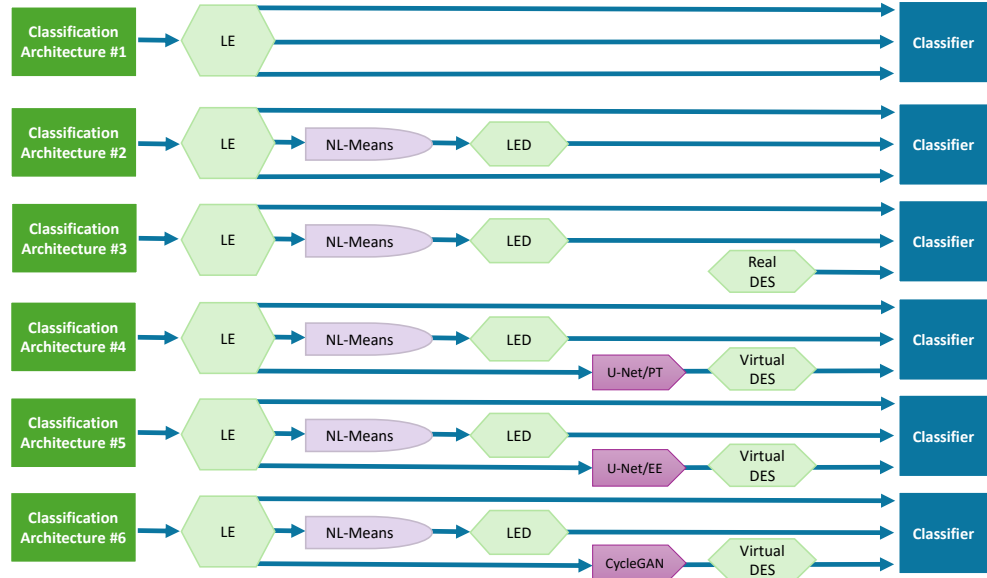 Classification
Architecture #1
LE
Classifier
Classification
Architecture #2
LE
NL-Means
LED
Classifier
Classification
Architecture #3
LE
NL-Means
LED
Real
DES
Classifier
Classification
Architecture #4
LE
NL-Means
LED
U-Net/PT
Virtual
DES
Classifier
Classification
Architecture #5
LE
NL-Means
LED
U-Net/EE
Virtual
DES
Classifier
Classification
Architecture #6
LE
NL-Means
LED
CycleGAN
Virtual
DES
Classifier